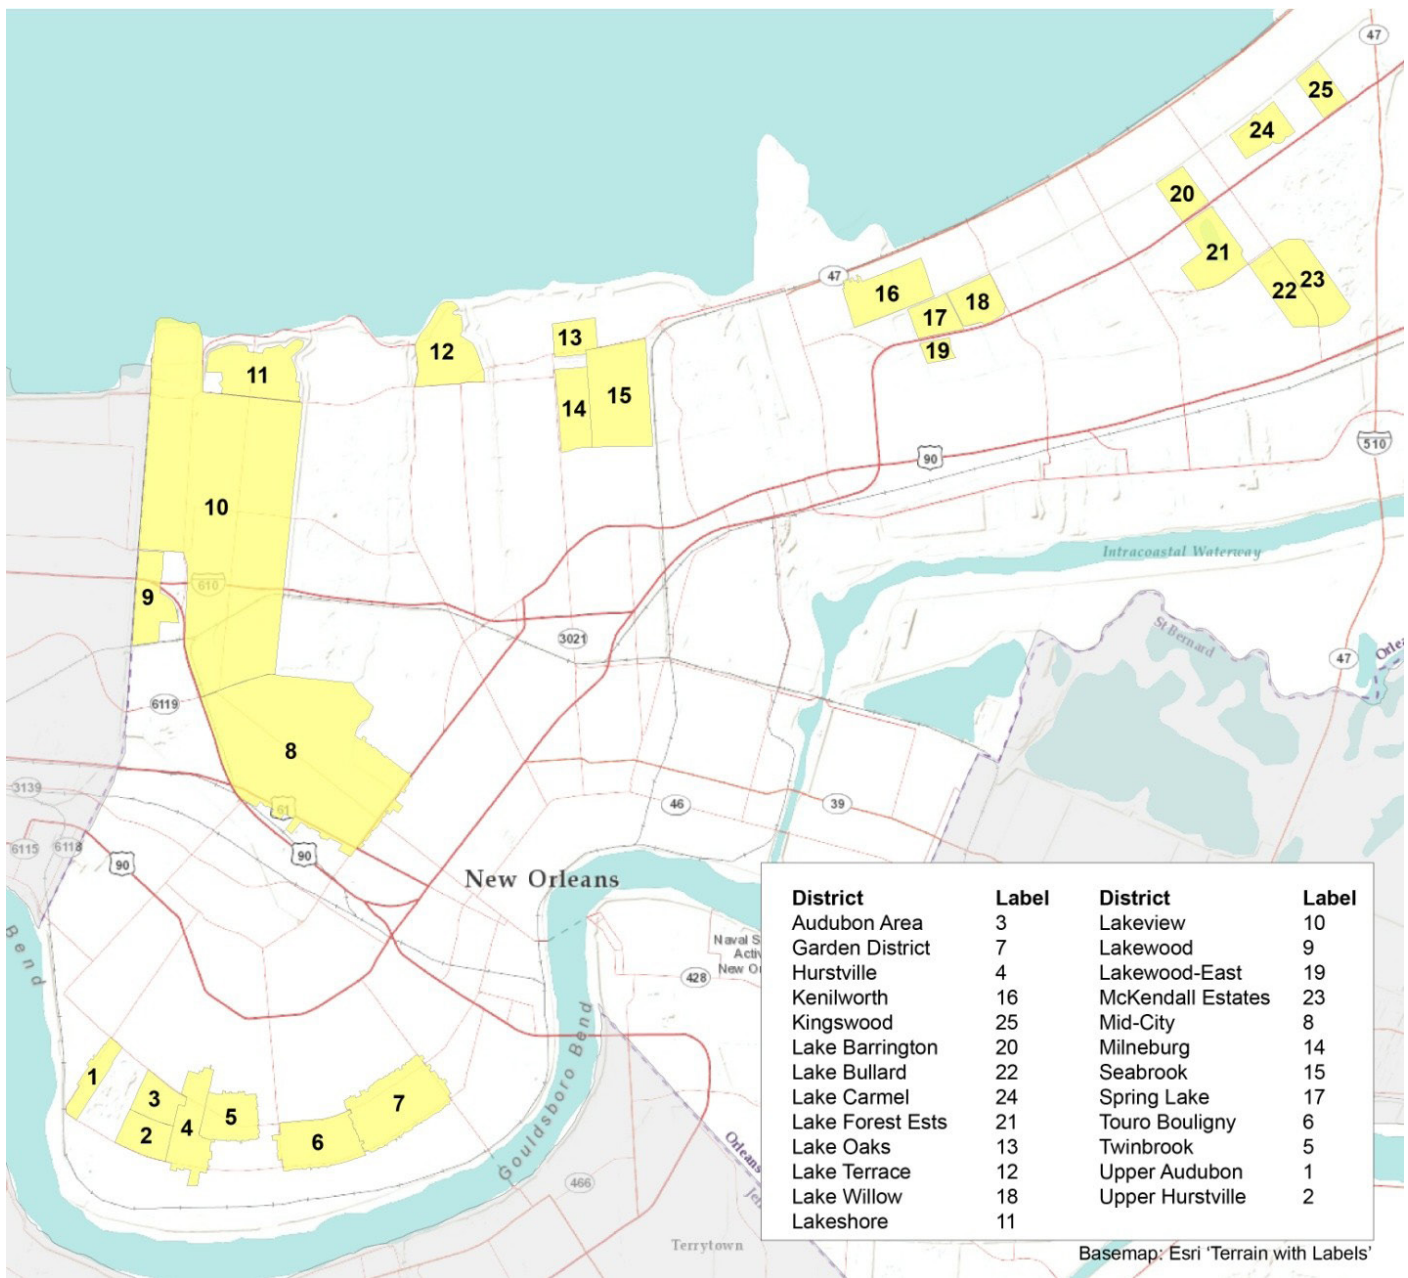 47
25
24
20
21
23
22
47
16
18
17
19
13
12
11
15
14
10
90
510
Intracoastal Waterway
9
610
3021
St Bernard
47
6119
8
3139
61
46
39
6115
6118
90
90
New Orleans
Bend
Naval S
Activ
New Or
428
Gouldsboro Bend
1
3
2
4
5
6
7
Orleans
466
Terrytown
District Label District Label
Audubon Area 3 Lakeview 10
Garden District 7 Lakewood 9
Hurstville 4 Lakewood-East 19
Kenilworth 16 McKendall Estates 23
Kingswood 25 Mid-City 8
Lake Barrington 20 Milneburg 14
Lake Bullard 22 Seabrook 15
Lake Carmel 24 Spring Lake 17
Lake Forest Ests 21 Touro Bouligny 6
Lake Oaks 13 Twinbrook 5
Lake Terrace 12 Upper Audubon 1
Lake Willow 18 Upper Hurstville 2
Lakeshore 11
Basemap: Esri 'Terrain with Labels'